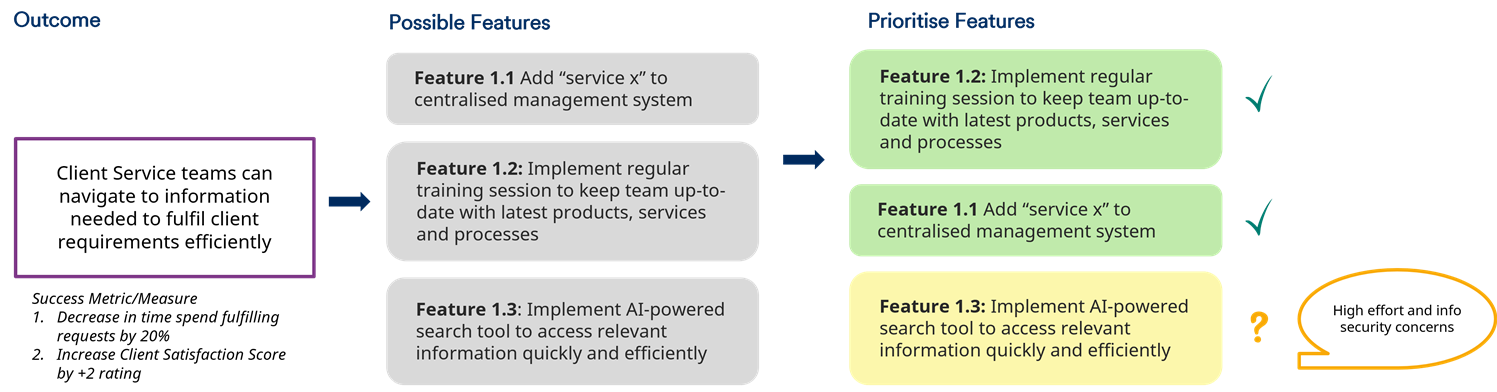 Outcome
Client Service teams can
navigate to information
needed to fulfil client
requirements efficiently
Success Metric/Measure
1. Decrease in time spend fulfilling
requests by 20%
2. Increase Client Satisfaction Score
by +2 rating
Possible Features
Feature 1.1 Add “service x” to
centralised management system
Feature 1.2: Implement regular
training session to keep team up-to-
date with latest products, services
and processes
Feature 1.3: Implement AI-powered
search tool to access relevant
information quickly and efficiently
Prioritise Features
Feature 1.2: Implement regular
training session to keep team up-to-
date with latest products, services
and processes
Feature 1.1 Add “service x” to
centralised management system
Feature 1.3: Implement AI-powered
search tool to access relevant
information quickly and efficiently
?
High effort and info
security concerns